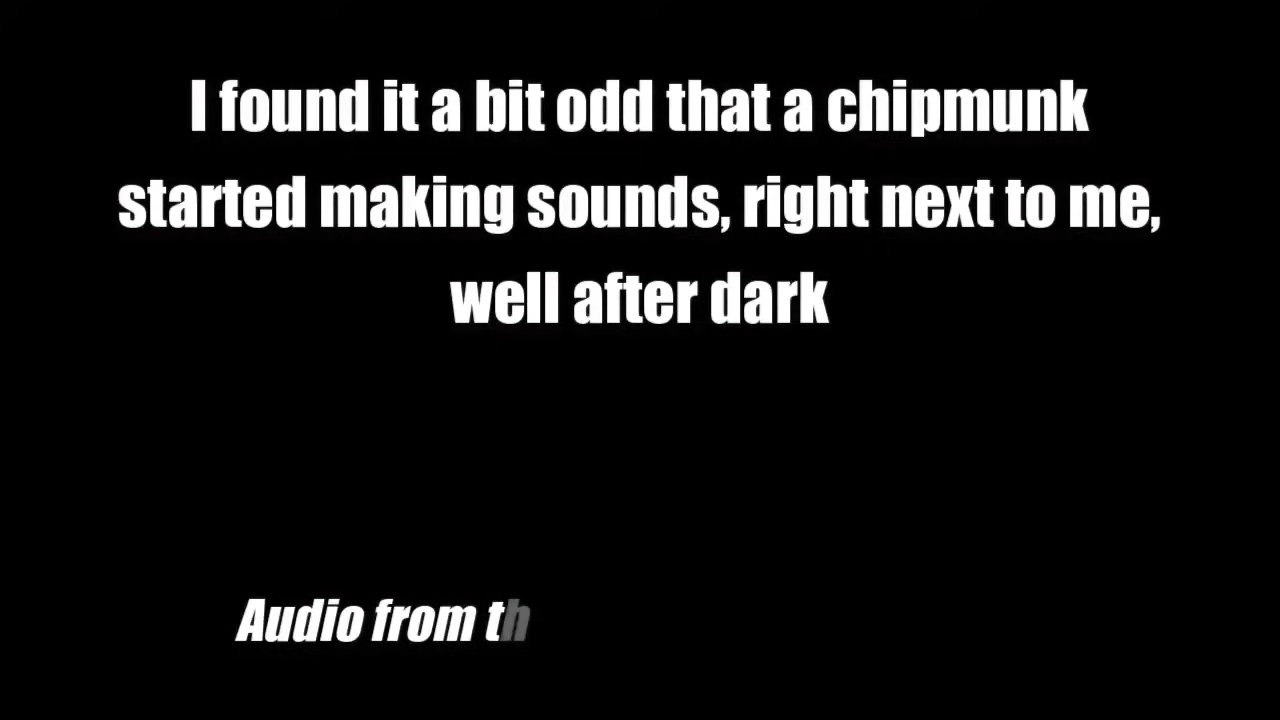 I found it a bit odd that a chipmunk
started making sounds, right next to me,
well after dark
Audio from th